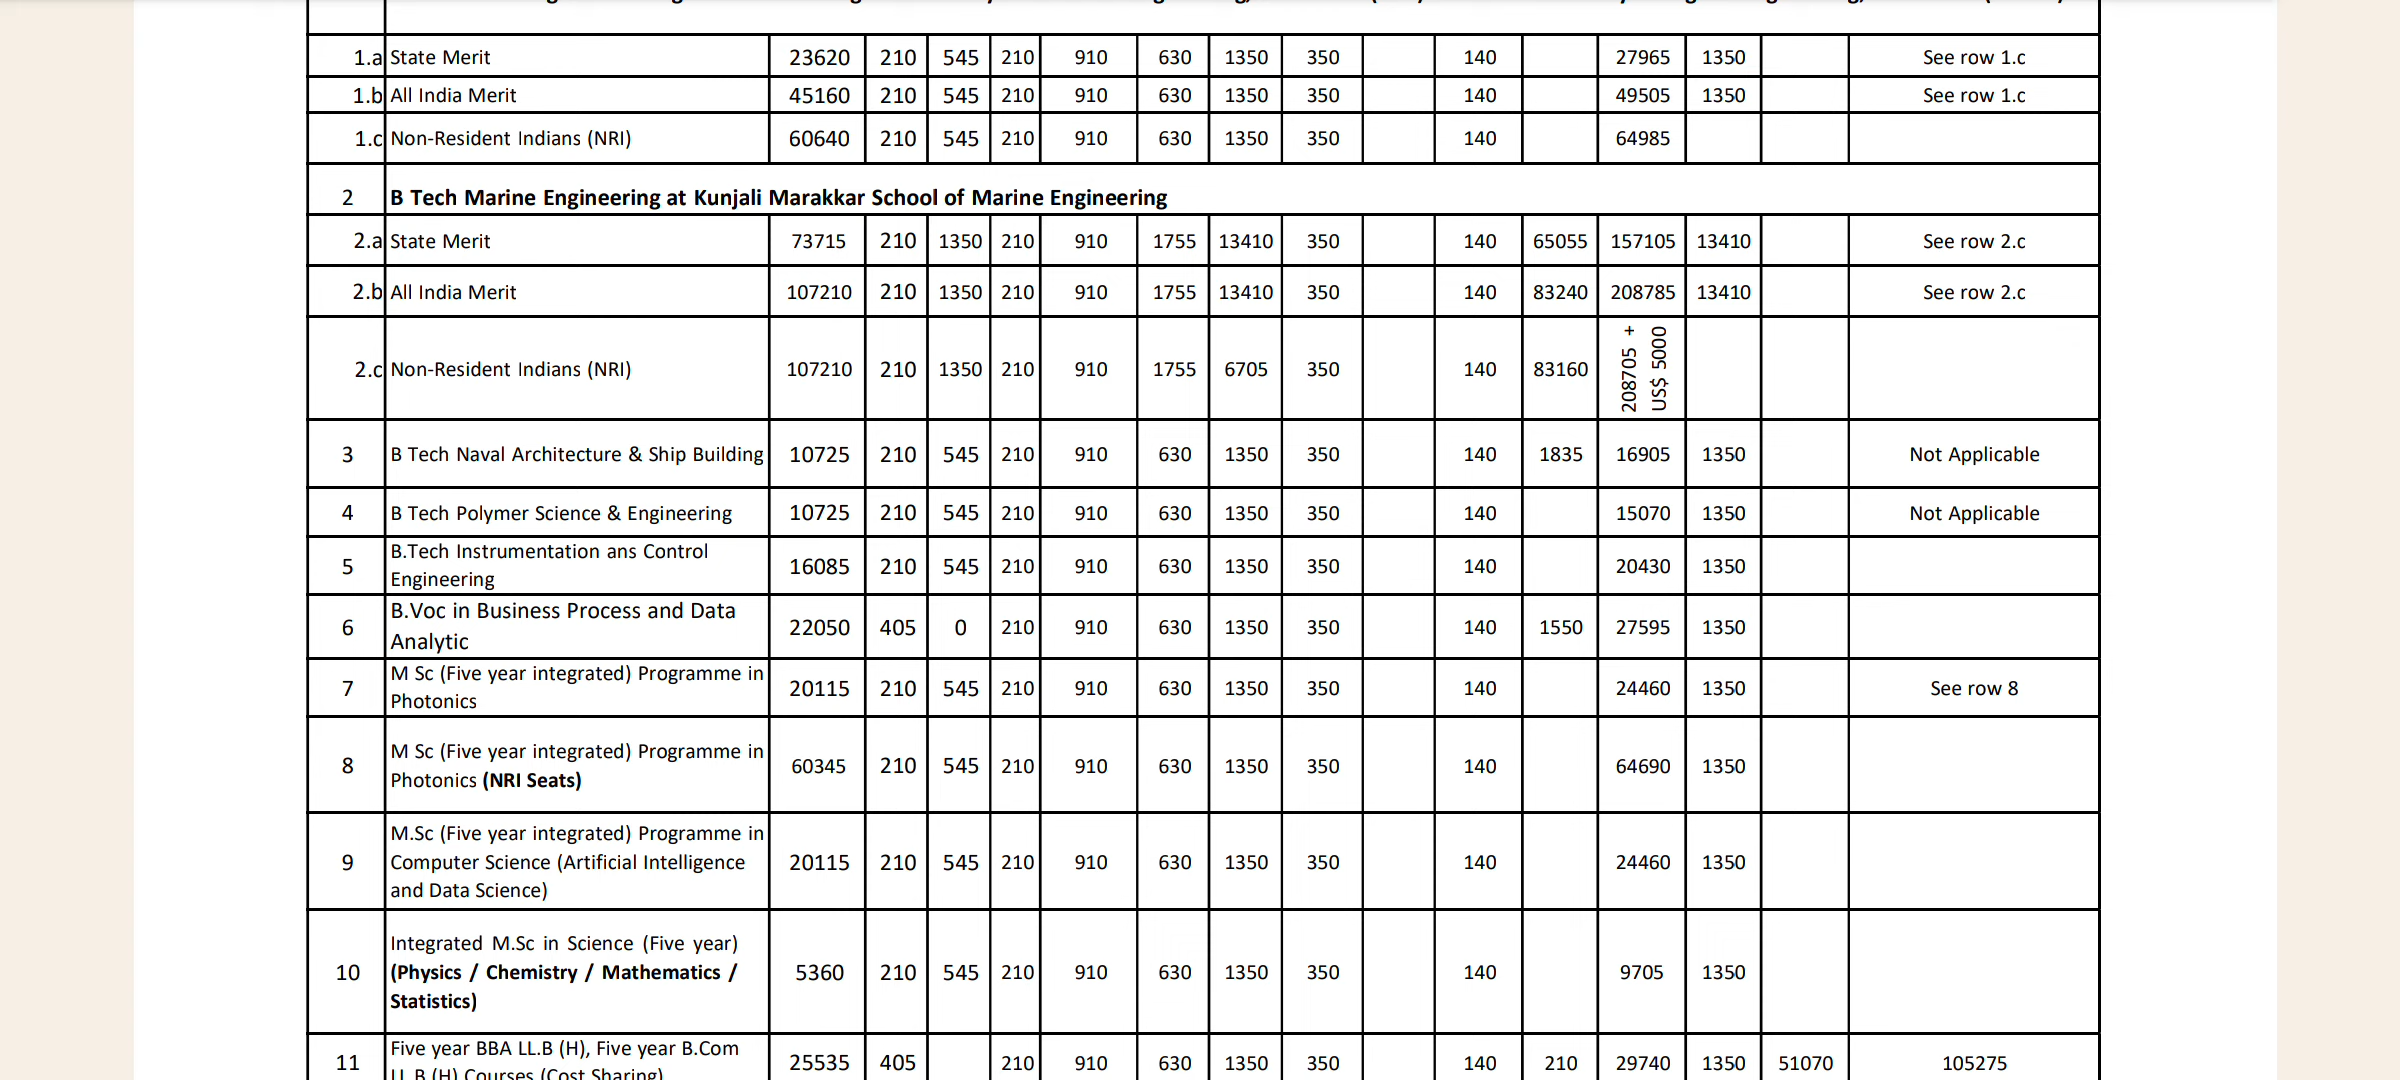 1.a State Merit 23620 210 545 210 910 630 1350 350 140 27965 1350 See row 1.c
1.b All India Merit 45160 210 545 210 910 630 1350 350 140 49505 1350 See row 1.c
1.c Non-Resident Indians (NRI) 60640 210 545 210 910 630 1350 350 140 64985
2 B Tech Marine Engineering at Kunjali Marakkar School of Marine Engineering
2.a State Merit 73715 210 1350 210 910 1755 13410 350 140 65055 157105 13410 See row 2.c
2.b All India Merit 107210 210 1350 210 910 1755 13410 350 140 83240 208785 13410 See row 2.c
2.c Non-Resident Indians (NRI) 107210 210 1350 210 910 1755 6705 350 140 83160 208705 +
US$ 5000
3 B Tech Naval Architecture & Ship Building 10725 210 545 210 910 630 1350 350 140 1835 16905 1350 Not Applicable
4 B Tech Polymer Science & Engineering 10725 210 545 210 910 630 1350 350 140 15070 1350 Not Applicable
B.Tech Instrumentation ans Control
5 Engineering 16085 210 545 210 910 630 1350 350 140 20430 1350
B.Voc in Business Process and Data
6 Analytic 22050 405 0 210 910 630 1350 350 140 1550 27595 1350
M Sc (Five year integrated) Programme in
7 Photonics 20115 210 545 210 910 630 1350 350 140 24460 1350 See row 8
M Sc (Five year integrated) Programme in
8 Photonics (NRI Seats) 60345 210 545 210 910 630 1350 350 140 64690 1350
M.Sc (Five year integrated) Programme in
9 Computer Science (Artificial Intelligence 20115 210 545 210 910 630 1350 350 140 24460 1350
and Data Science)
Integrated M.Sc in Science (Five year)
10 (Physics / Chemistry / Mathematics / 5360 210 545 210 910 630 1350 350 140 9705 1350
Statistics)
Five year BBA LL.B (H), Five year B.Com
11 LL.B (H) Courses (Cost Sharing) 25535 405 210 910 630 1350 350 140 210 29740 1350 51070 105275